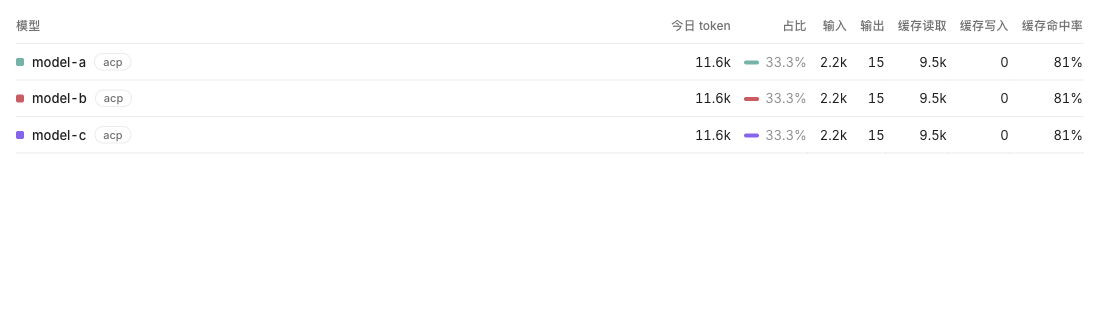 模型 今日 token 占比 输入 输出 缓存读取 缓存写入 缓存命中率
model-a acp 11.6k 33.3% 2.2k 15 9.5k 0 81%
model-b acp 11.6k 33.3% 2.2k 15 9.5k 0 81%
model-c acp 11.6k 33.3% 2.2k 15 9.5k 0 81%